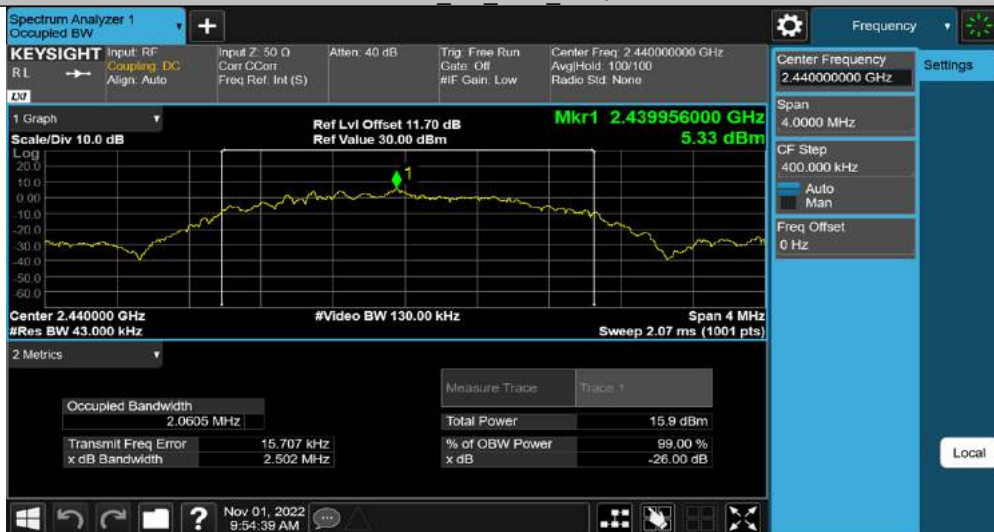 Spectrum Analyzer 1
Occupied BW
+
Frequency
KEYSIGHT Input: RF Input Z: 50 Ω Atten: 40 dB Trig: Free Run Center Freq: 2.440000000 GHz
RL Coupling: DC Corr CCorr Gate: Off Avg|Hold: 100/100
Align: Auto Freq Ref: Int (S) #IF Gain: Low Radio Std: None
LXI
Center Frequency
2.440000000 GHz
Settings
Span
4.0000 MHz
CF Step
400.000 kHz
Auto
Man
Freq Offset
0 Hz
Local
1 Graph
Scale/Div 10.0 dB
Ref Lvl Offset 11.70 dB
Ref Value 30.00 dBm
Mkr1 2.439956000 GHz
5.33 dBm
Log
20.0
10.0
0.00
-10.0
-20.0
-30.0
-40.0
-50.0
-60.0
1
Center 2.440000 GHz #Video BW 130.00 kHz Span 4 MHz
#Res BW 43.000 kHz Sweep 2.07 ms (1001 pts)
2 Metrics
Measure Trace Trace 1
Occupied Bandwidth
2.0605 MHz
Total Power 15.9 dBm
Transmit Freq Error 15.707 kHz % of OBW Power 99.00 %
x dB Bandwidth 2.502 MHz x dB -26.00 dB
?
Nov 01, 2022
9:54:39 AM